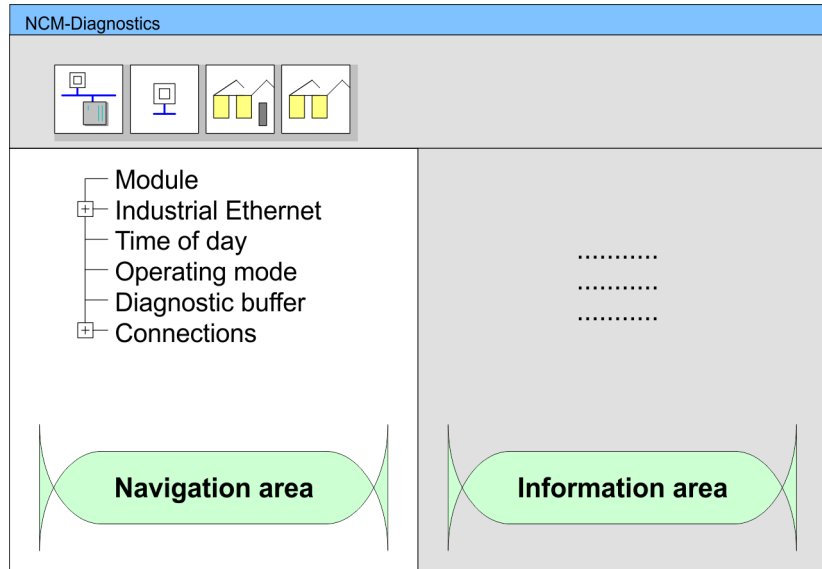 NCM-Diagnostics
Module
Industrial Ethernet
Time of day
Operating mode
Diagnostic buffer
Connections
...........
...........
...........
Navigation area
Information area